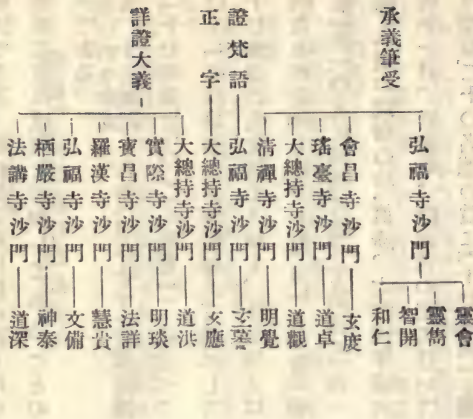 承義筆受
弘福寺沙門
靈會
靈雋
智開
和仁
會昌寺沙門
玄度
瑤臺寺沙門
道卓
大總持寺沙門
道觀
清禪寺沙門
明覺
證梵語
弘福寺沙門
玄謩
正字
大總持寺沙門
玄應
詳證大義
大總持寺沙門
道洪
實際寺沙門
明琰
寶昌寺沙門
法詳
羅漢寺沙門
慧貴
弘福寺沙門
文備
栖巖寺沙門
神泰
法講寺沙門
道深